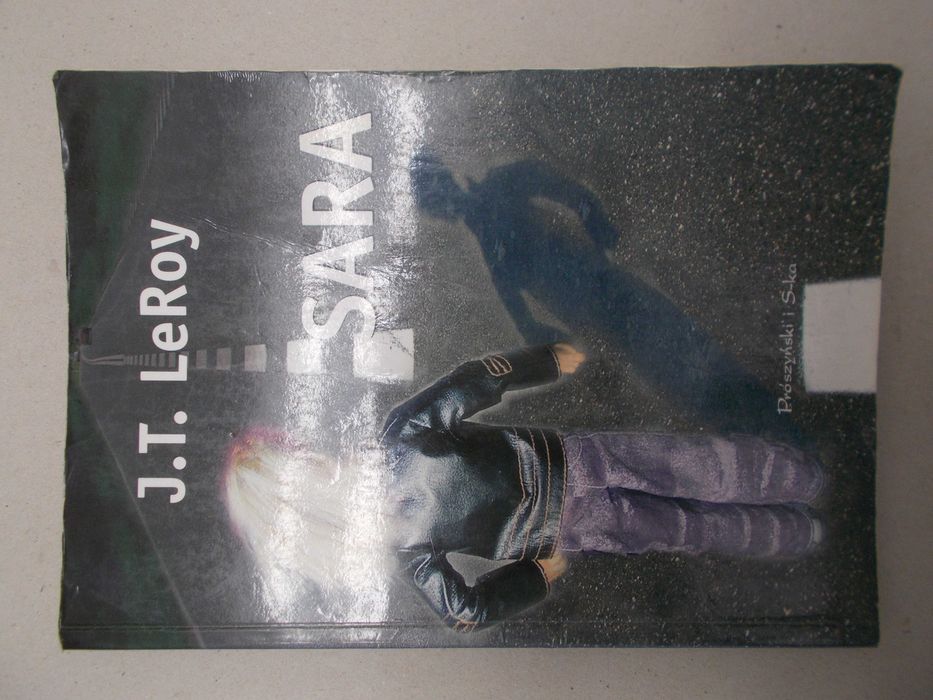 J.T. LeRoy
SARA
Prószyński i S-ka